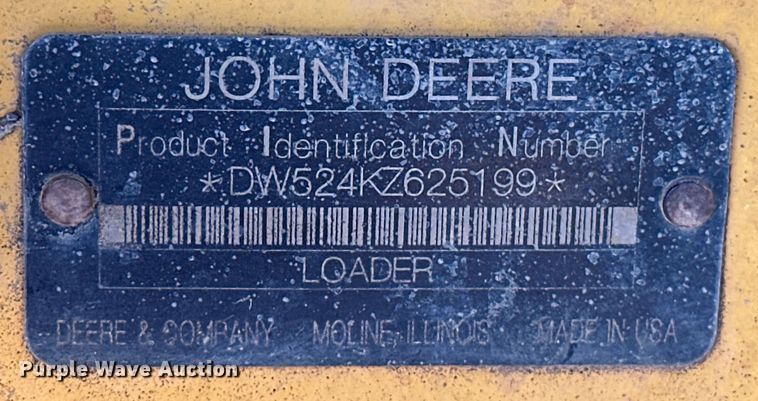 JOHN DEERE
Product Identification Number
*DW524KZ625199*
LOADER
DEERE & COMPANY MOLINE, ILLINOIS MADE IN USA
Purple Wave Auction